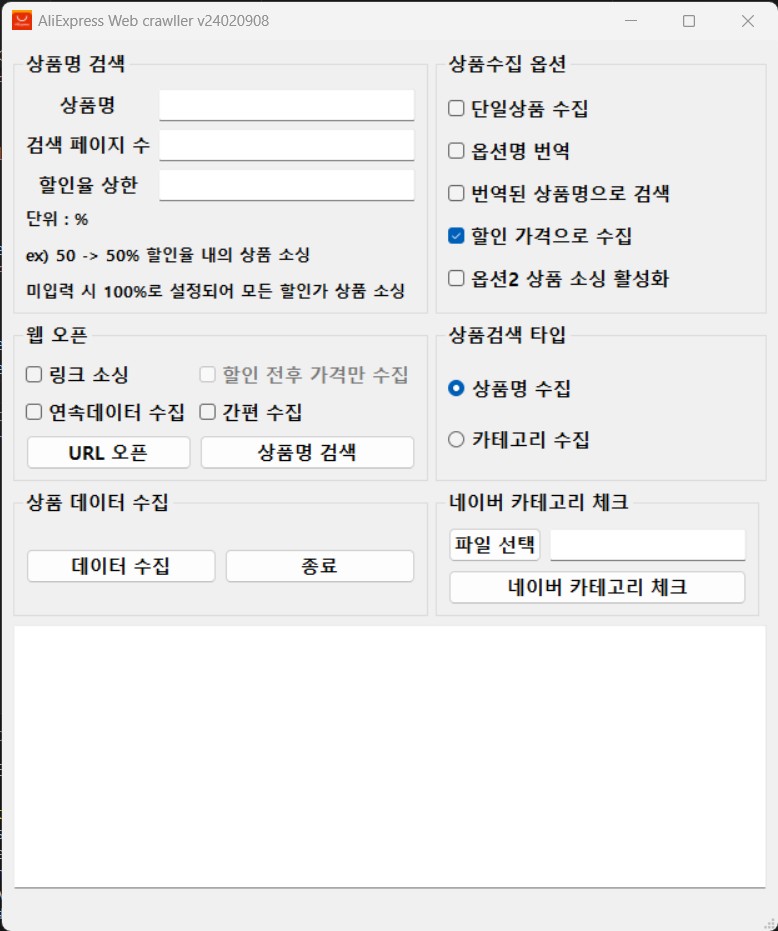 AliExpress Web crawller v24020908
상품명 검색
상품명
검색 페이지 수
할인율 상한
단위 : %
ex) 50 -> 50% 할인율 내의 상품 소싱
미입력 시 100%로 설정되어 모든 할인가 상품 소싱
상품수집 옵션
단일상품 수집
옵션명 번역
번역된 상품명으로 검색
할인 가격으로 수집
옵션2 상품 소싱 활성화
웹 오픈
링크 소싱
할인 전후 가격만 수집
연속데이터 수집
간편 수집
URL 오픈
상품명 검색
상품검색 타입
상품명 수집
카테고리 수집
상품 데이터 수집
데이터 수집
종료
네이버 카테고리 체크
파일 선택
네이버 카테고리 체크